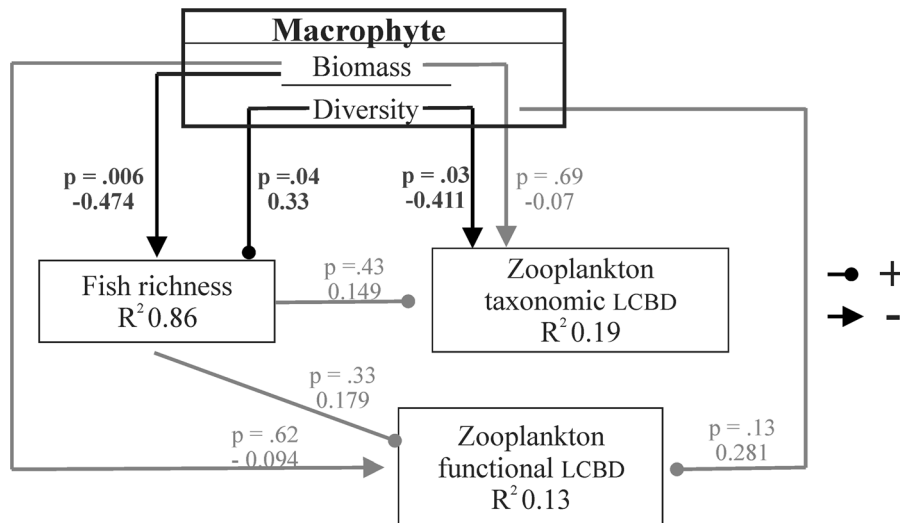 Macrophyte
Biomass
Diversity
p = .006
-0.474
p =.04
0.33
p = .03
-0.411
p = .69
-0.07
Fish richness
R² 0.86
p =.43
0.149
Zooplankton
taxonomic LCBD
R² 0.19
+
-
p = .33
0.179
p = .62
- 0.094
Zooplankton
functional LCBD
R² 0.13
p = .13
0.281